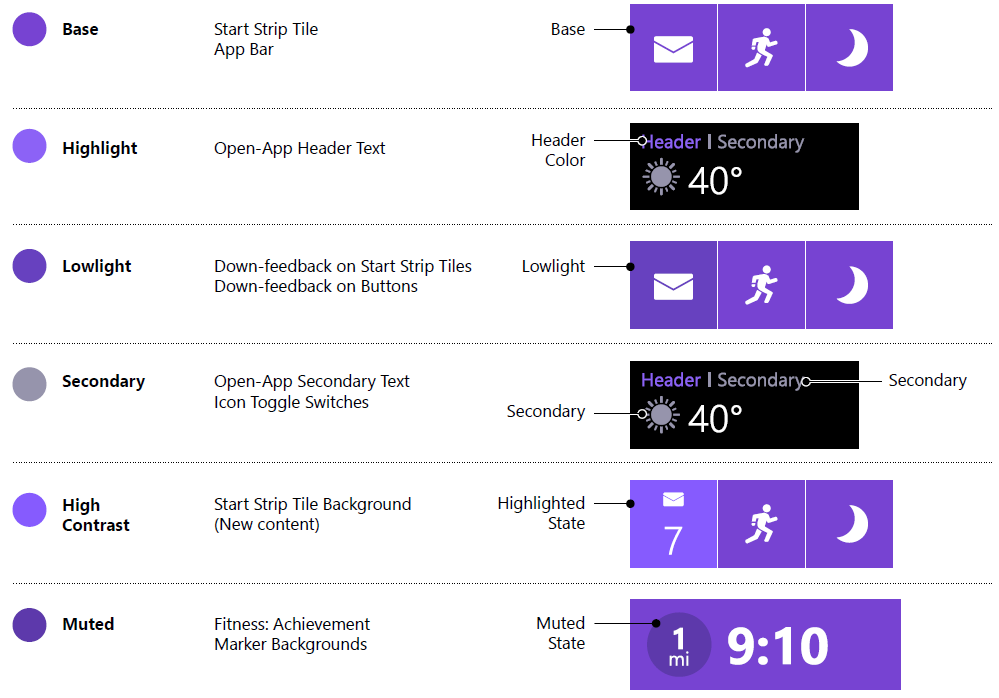 Base
Start Strip Tile
App Bar
Base
Highlight
Open-App Header Text
Header
Color
Header | Secondary
40°
Lowlight
Down-feedback on Start Strip Tiles
Down-feedback on Buttons
Lowlight
Secondary
Open-App Secondary Text
Icon Toggle Switches
Secondary
Header | Secondary
40°
Secondary
High
Contrast
Start Strip Tile Background
(New content)
Highlighted
State
7
Muted
Fitness: Achievement
Marker Backgrounds
Muted
State
1
mi
9:10